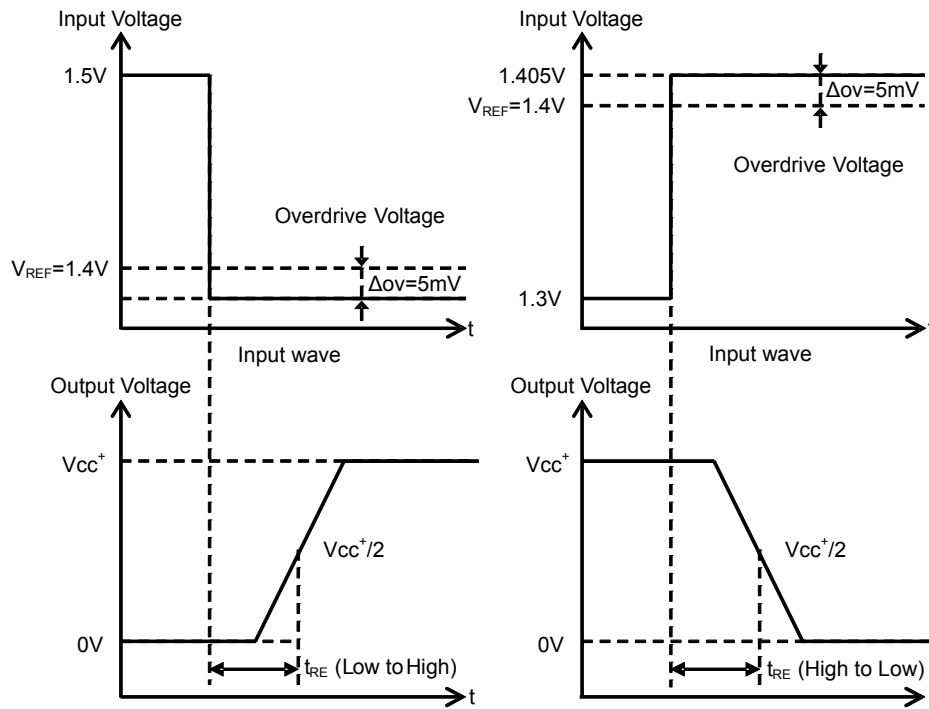 Input Voltage
1.5V
Overdrive Voltage
VREF=1.4V
Δov=5mV
t
Input wave
Output Voltage
Vcc+
Vcc+/2
0V
tRE (Low to High)
t
Input Voltage
1.405V
Δov=5mV
VREF=1.4V
Overdrive Voltage
1.3V
Input wave
Output Voltage
Vcc+
Vcc+/2
0V
tRE (High to Low)